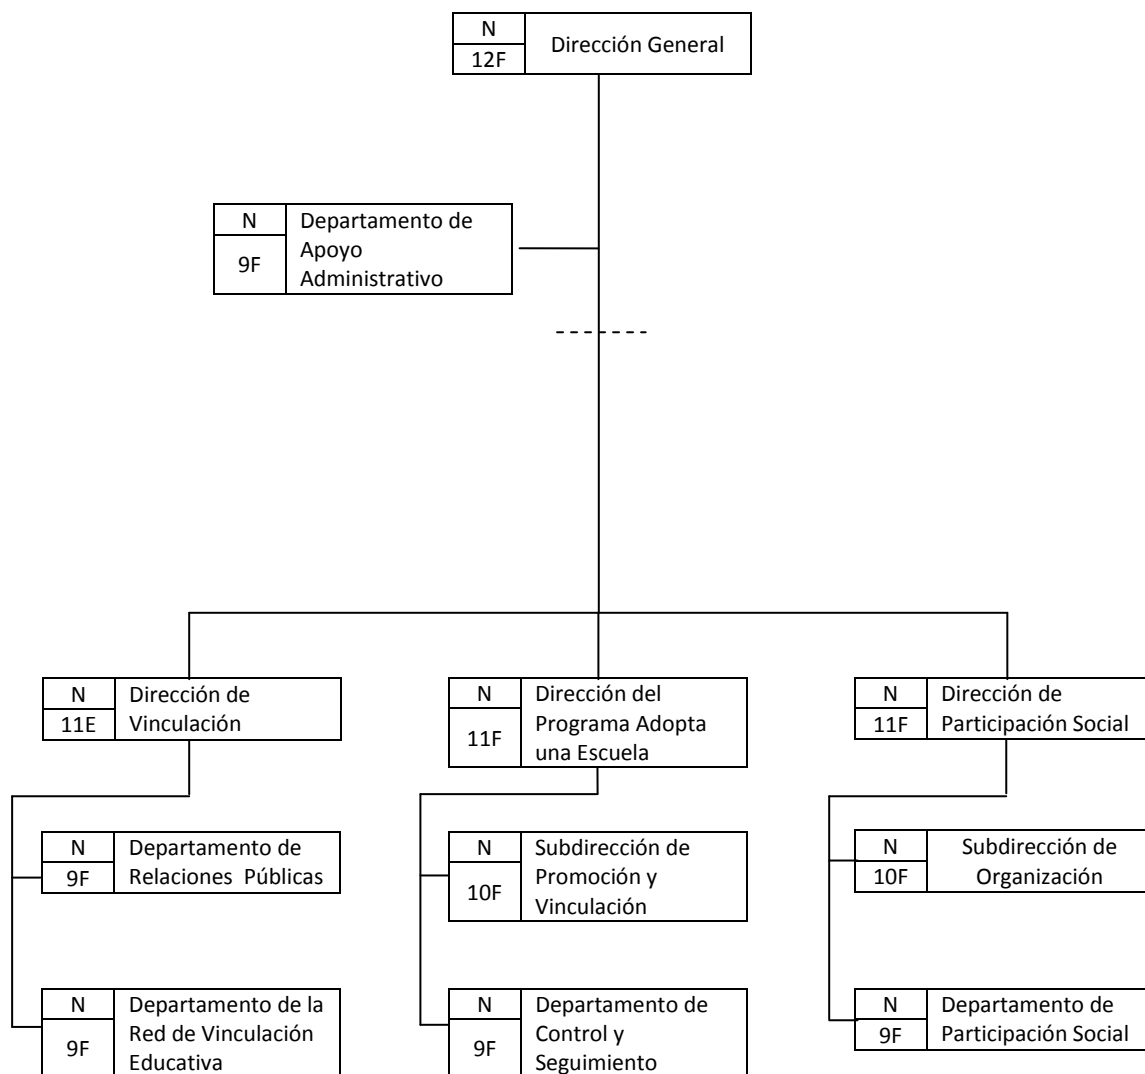 N
12F
Dirección General
N
9F
Departamento de
Apoyo
Administrativo
N
11E
Dirección de
Vinculación
N
11F
Dirección del
Programa Adopta
una Escuela
N
11F
Dirección de
Participación Social
N
9F
Departamento de
Relaciones Públicas
N
10F
Subdirección de
Promoción y
Vinculación
N
10F
Subdirección de
Organización
N
9F
Departamento de la
Red de Vinculación
Educativa
N
9F
Departamento de
Control y
Seguimiento
N
9F
Departamento de
Participación Social